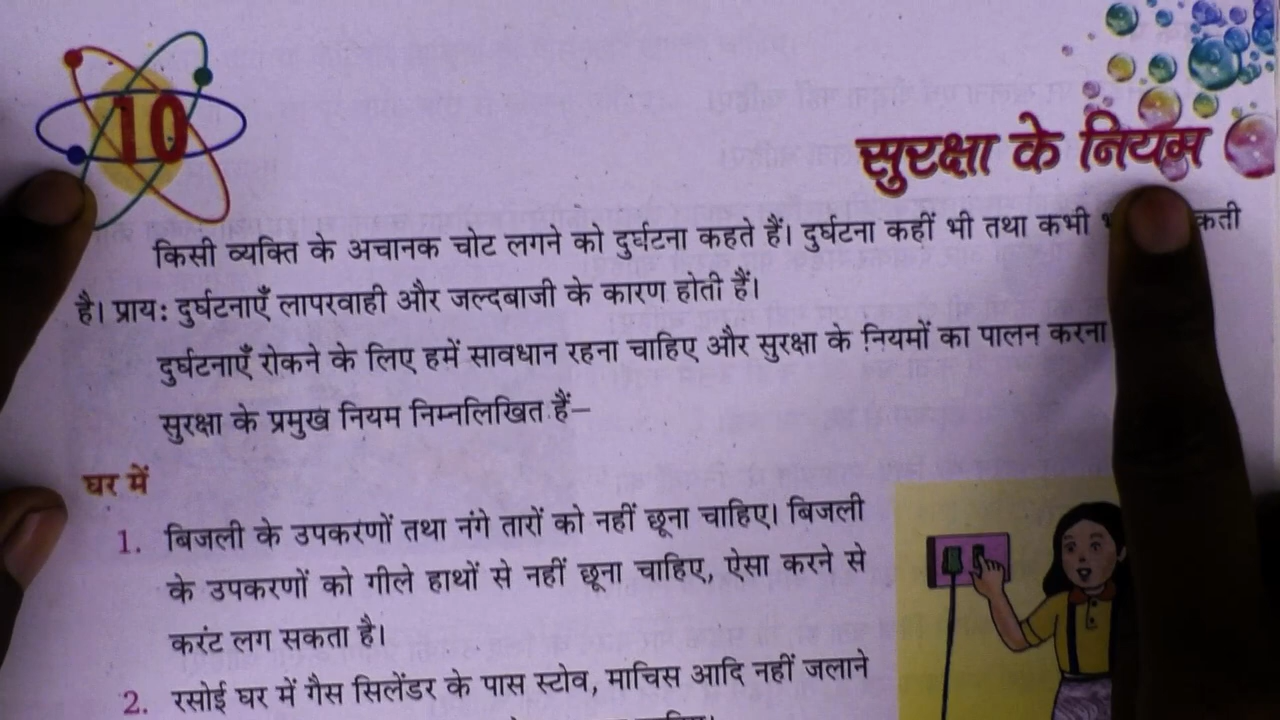 10
सुरक्षा के नियम
किसी व्यक्ति के अचानक चोट लगने को दुर्घटना कहते हैं। दुर्घटना कहीं भी तथा कभी
है। प्राय: दुर्घटनाएँ लापरवाही और जल्दबाजी के कारण होती हैं।
दुर्घटनाएँ रोकने के लिए हमें सावधान रहना चाहिए और सुरक्षा के नियमों का पालन करना
सुरक्षा के प्रमुख नियम निम्नलिखित हैं–
घर में
1. बिजली के उपकरणों तथा नंगे तारों को नहीं छूना चाहिए। बिजली
के उपकरणों को गीले हाथों से नहीं छूना चाहिए, ऐसा करने से
करंट लग सकता है।
2. रसोई घर में गैस सिलेंडर के पास स्टोव, माचिस आदि नहीं जलाने